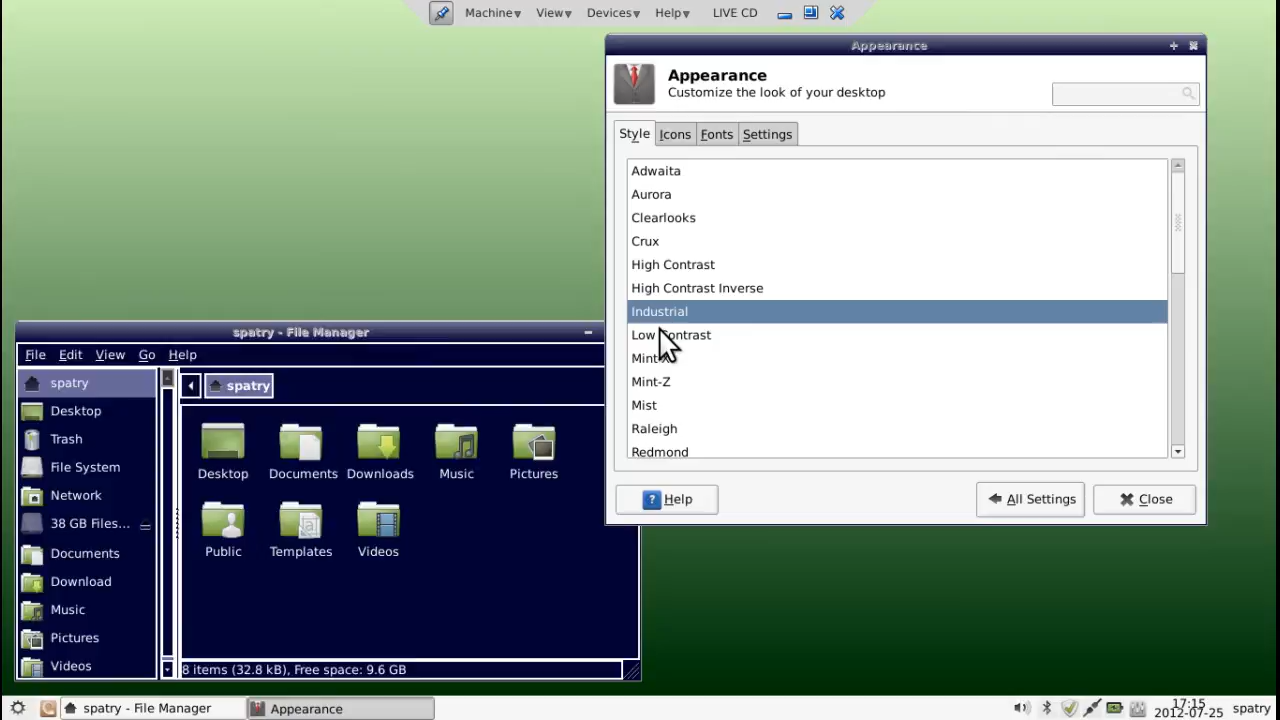 Machine View Devices Help LIVE CD
Appearance
Appearance
Customize the look of your desktop
Style Icons Fonts Settings
Adwaita
Aurora
Clearlooks
Crux
High Contrast
High Contrast Inverse
Industrial
Low Contrast
Mint-X
Mint-Z
Mist
Raleigh
Redmond
Help All Settings Close
spatry - File Manager
File Edit View Go Help
spatry
Desktop
Trash
File System
Network
38 GB Files...
Documents
Download
Music
Pictures
Videos
spatry
Desktop Documents Downloads Music Pictures
Public Templates Videos
8 items (32.8 kB), Free space: 9.6 GB
spatry - File Manager Appearance
17:15
2012-07-25
spatry